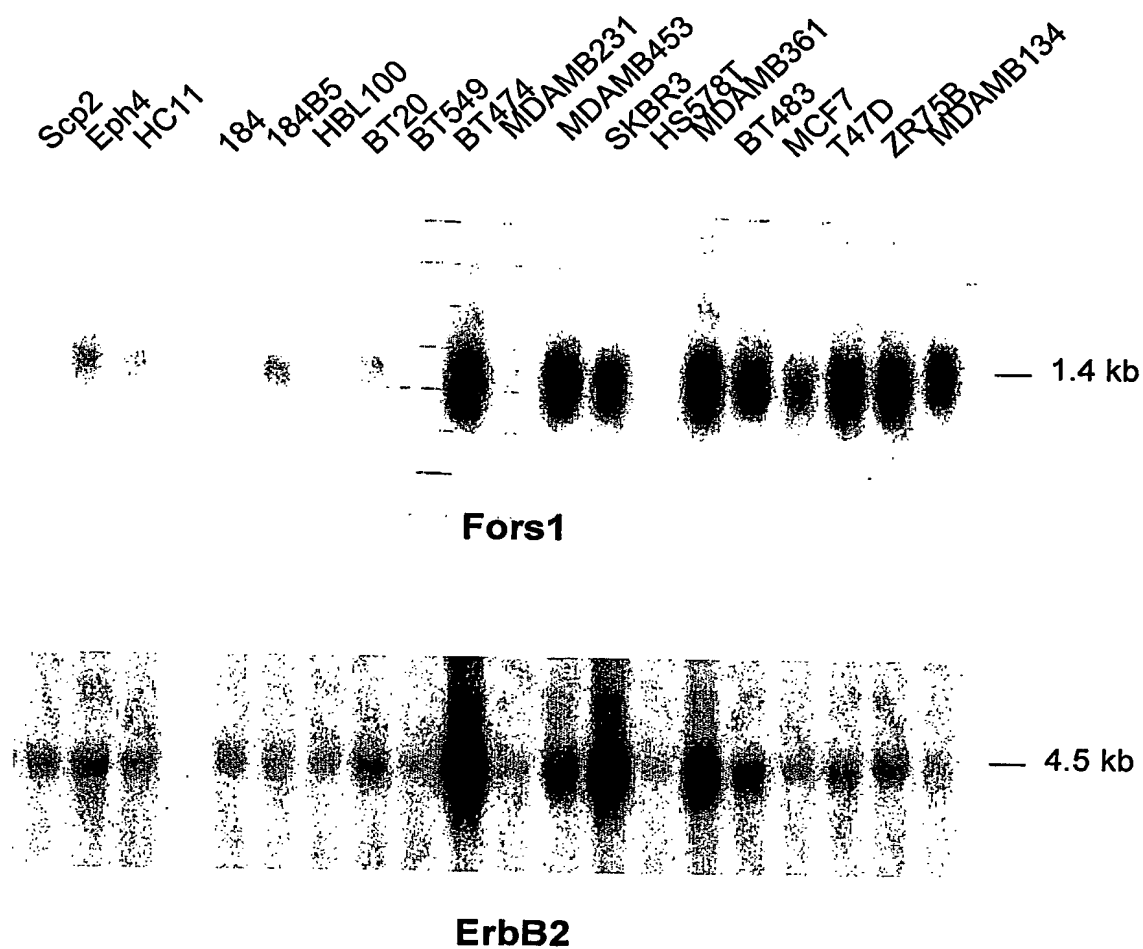 Scp2
Eph4
HC11
184
184B5
HBL100
BT20
BT549
BT474
MDAMB231
MDAMB453
SKBR3
HS578T
MDAMB361
BT483
MCF7
T47D
ZR75B
MDAMB134
1.4 kb
Fors1
4.5 kb
ErbB2